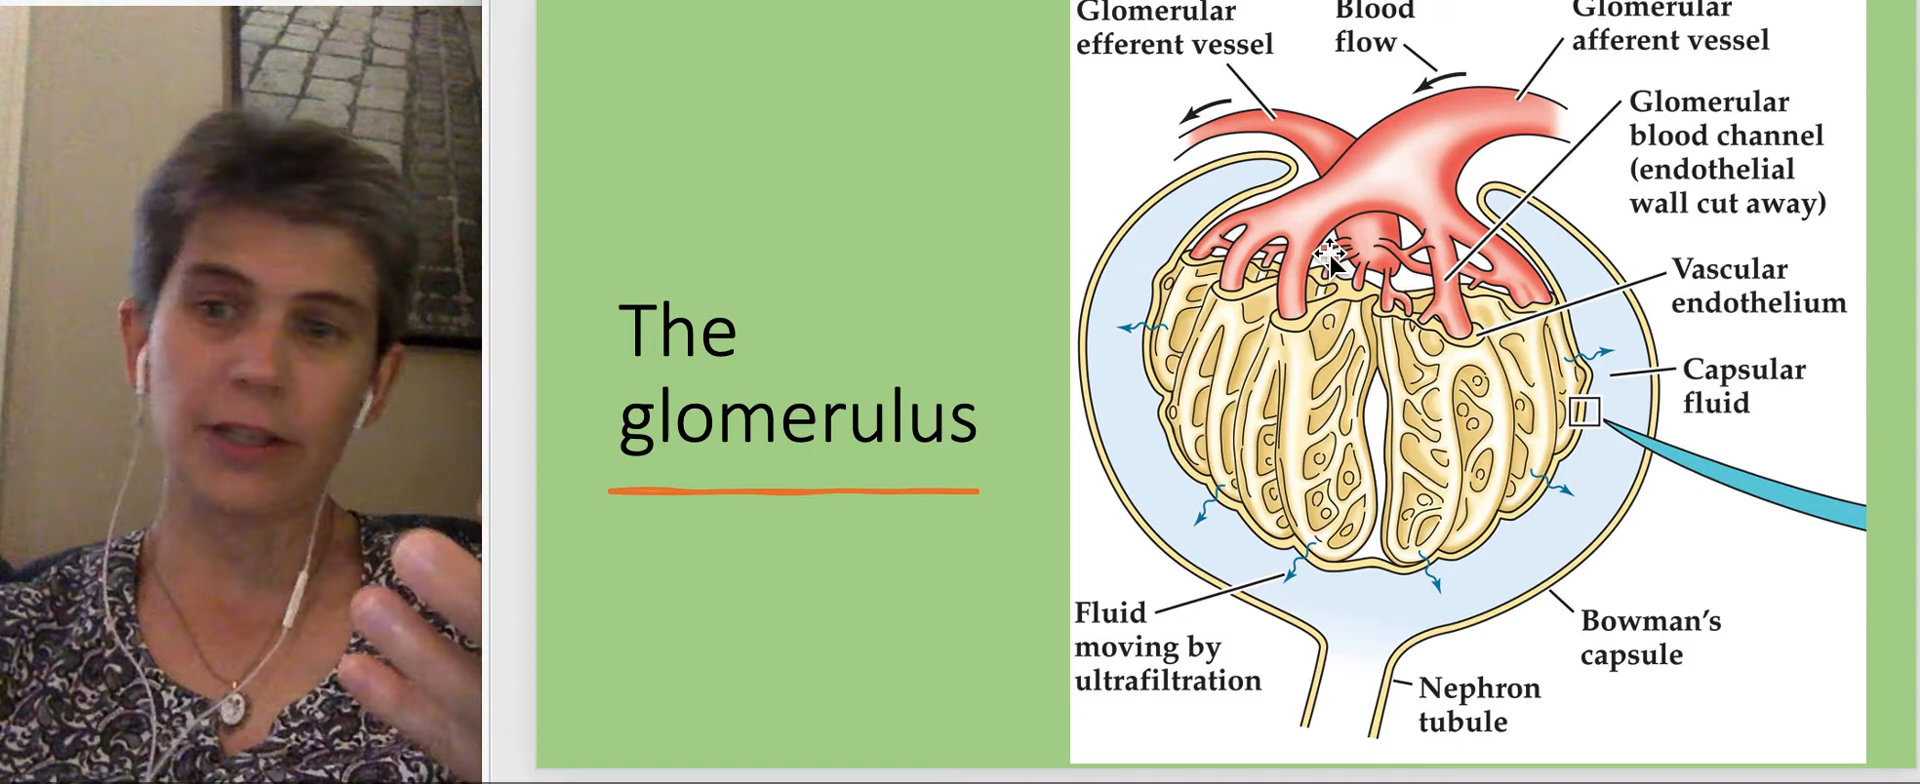 The
glomerulus
Glomerular
efferent vessel
Blood
flow
Glomerular
afferent vessel
Glomerular
blood channel
(endothelial
wall cut away)
Vascular
endothelium
Capsular
fluid
Fluid
moving by
ultrafiltration
Bowman's
capsule
Nephron
tubule